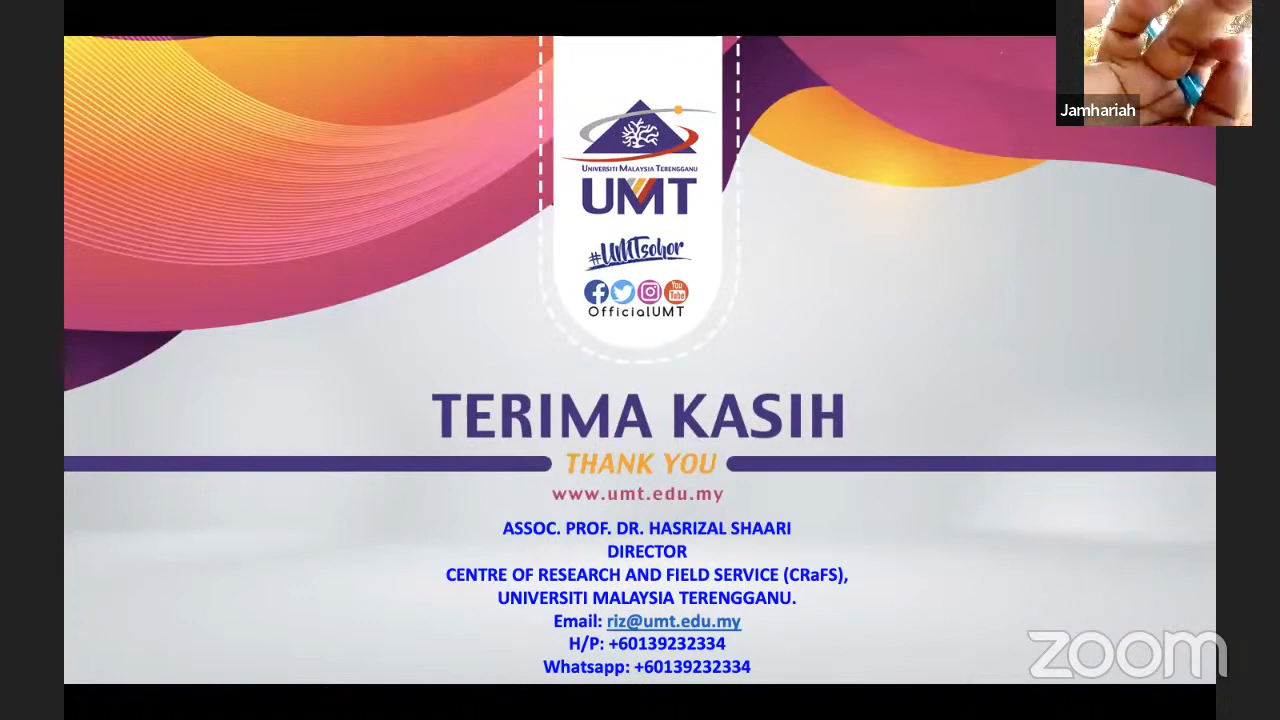 Jamhariah
UNIVERSITI MALAYSIA TERENGGANU
UMT
#UMTsohor
You
Tube
OfficialUMT
TERIMA KASIH
THANK YOU
www.umt.edu.my
ASSOC. PROF. DR. HASRIZAL SHAARI
DIRECTOR
CENTRE OF RESEARCH AND FIELD SERVICE (CRaFS),
UNIVERSITI MALAYSIA TERENGGANU.
Email: riz@umt.edu.my
H/P: +60139232334
Whatsapp: +60139232334
zoom